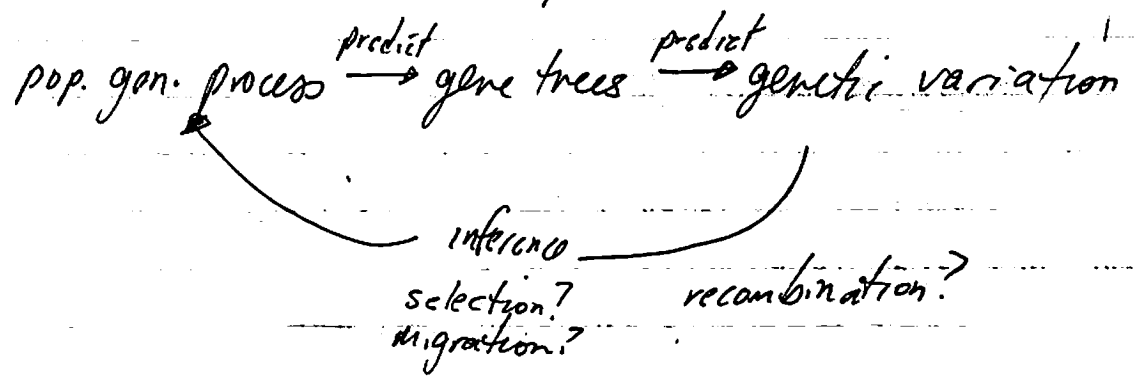 predict predict
pop. gen. process → gene trees → genetic variation
inference
selection? recombination?
migration?